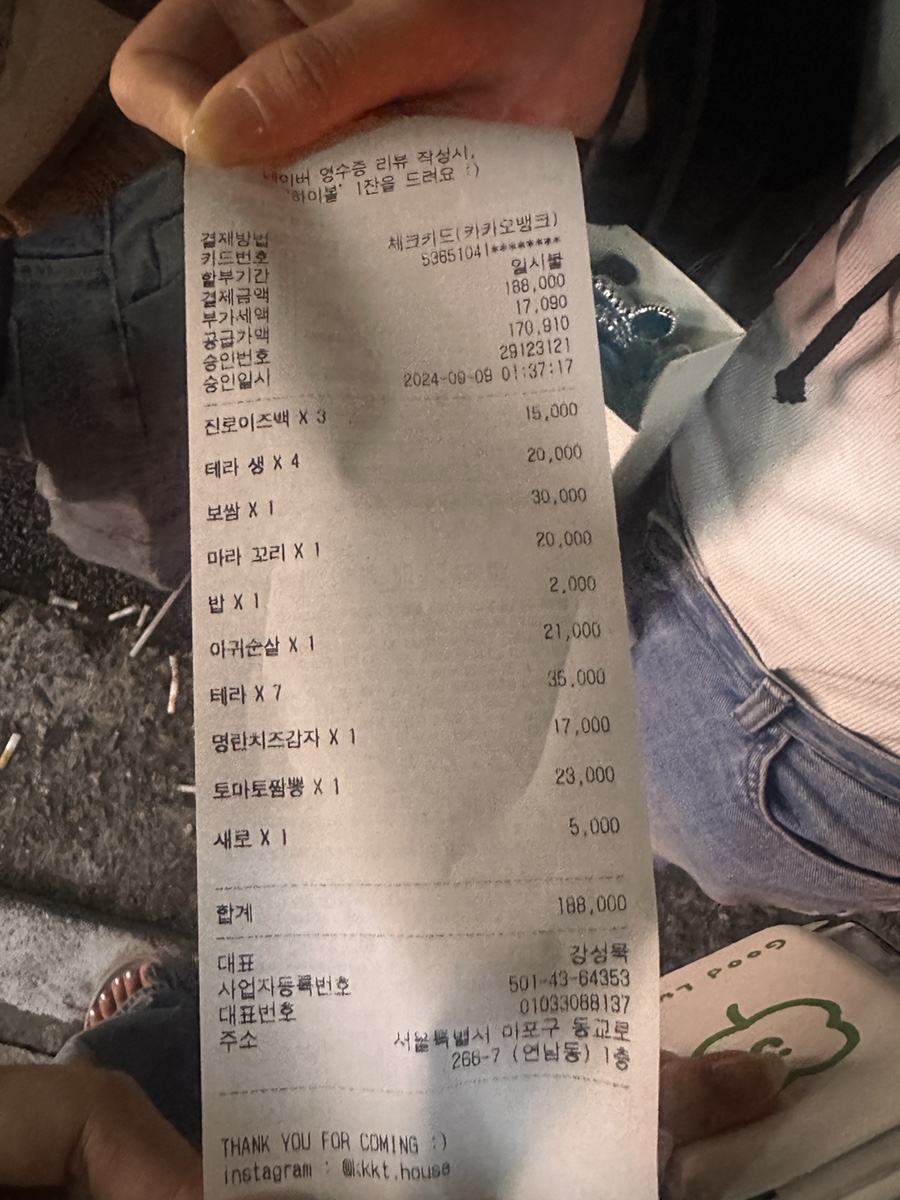 네이버 영수증 리뷰 작성시,
"하이볼" 1잔을 드려요 :)
결재방법 체크카드(카카오뱅크)
카드번호 53651041********
할부기간 일시불
결제금액 188,000
부가세액 17,090
공급가액 170,910
승인번호 29123121
승인일시 2024-09-09 01:37:17
진로이즈백 X 3 15,000
테라 생 X 4 20,000
보쌈 X 1 30,000
마라 꼬리 X 1 20,000
밥 X 1 2,000
아귀순살 X 1 21,000
테라 X 7 35,000
명란치즈감자 X 1 17,000
토마토짬뽕 X 1 23,000
새로 X 1 5,000
합계 188,000
대표 강성묵
사업자등록번호 501-43-64353
대표번호 01033088137
주소 서울특별시 마포구 동교로
266-7 (연남동) 1층
THANK YOU FOR COMING :)
instagram : @kkkt.house
Good